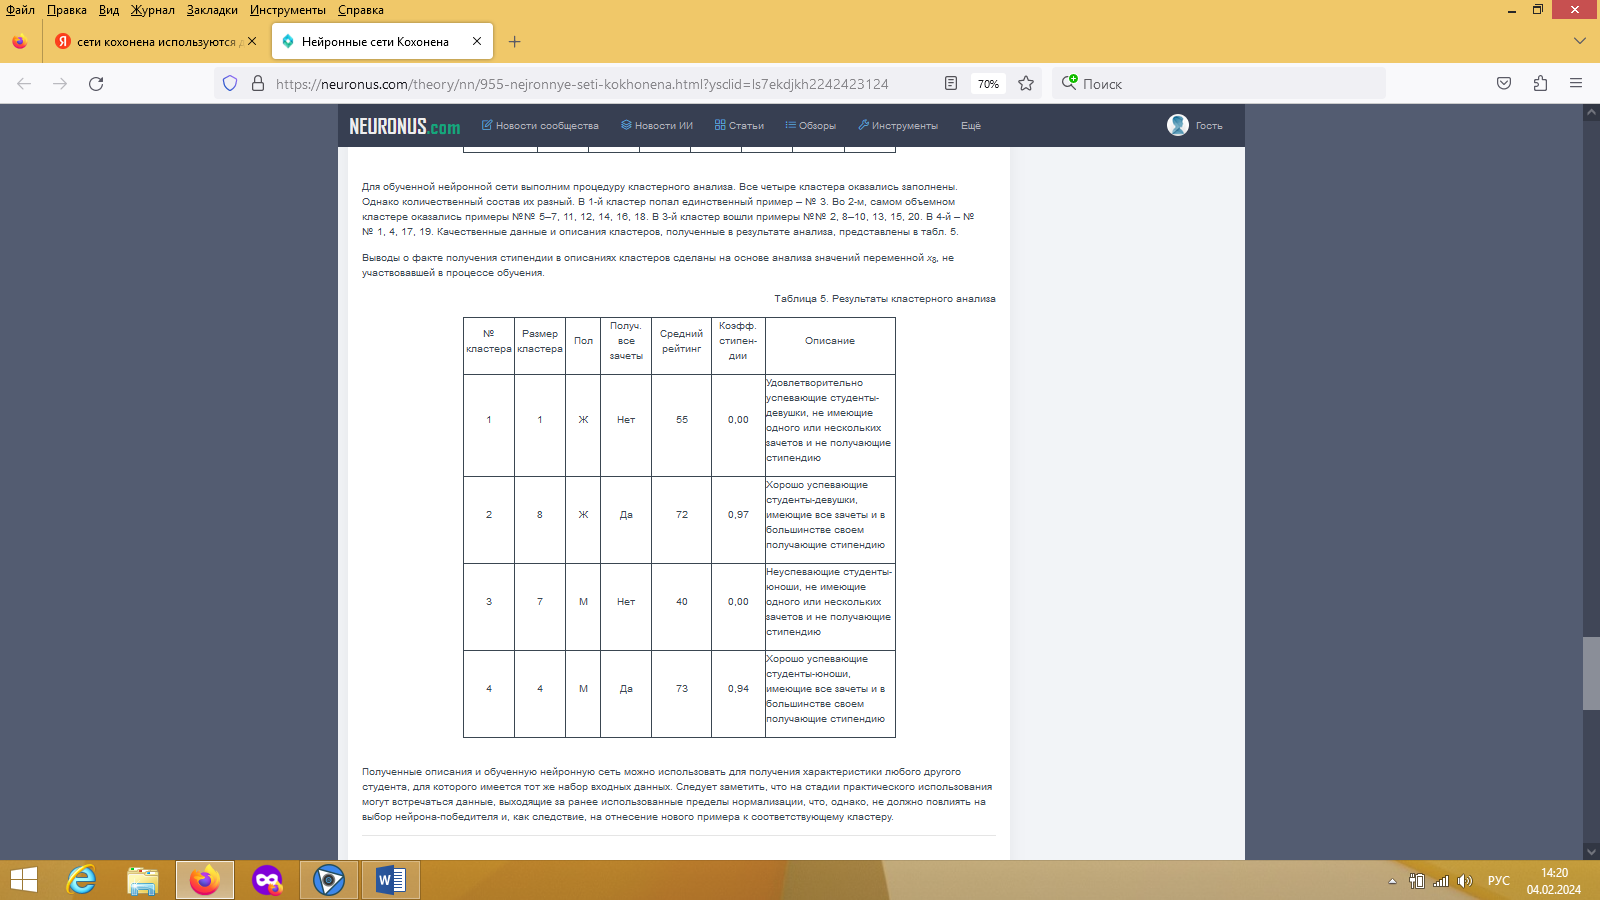 Файл Правка Вид Журнал Закладки Инструменты Справка
сети кохонена используются д
Нейронные сети Кохонена
https://neuronus.com/theory/nn/955-nejronnye-seti-kokhonena.html?ysclid=ls7ekdjkh2242423124
70%
Поиск
NEURONUS.com
Новости сообщества
Новости ИИ
Статьи
Обзоры
Инструменты
Ещё
Гость
Для обученной нейронной сети выполним процедуру кластерного анализа. Все четыре кластера оказались заполнены.
Однако количественный состав их разный. В 1-й кластер попал единственный пример – № 3. Во 2-м, самом объемном
кластере оказались примеры №№ 5–7, 11, 12, 14, 16, 18. В 3-й кластер вошли примеры №№ 2, 8–10, 13, 15, 20. В 4-й – №
№ 1, 4, 17, 19. Качественные данные и описания кластеров, полученные в результате анализа, представлены в табл. 5.
Выводы о факте получения стипендии в описаниях кластеров сделаны на основе анализа значений переменной x8, не
участвовавшей в процессе обучения.
Таблица 5. Результаты кластерного анализа
№
кластера
Размер
кластера
Пол
Получ.
все
зачеты
Средний
рейтинг
Коэфф.
стипен-
дии
Описание
1
1
Ж
Нет
55
0,00
Удовлетворительно
успевающие студенты-
девушки, не имеющие
одного или нескольких
зачетов и не получающие
стипендию
2
8
Ж
Да
72
0,97
Хорошо успевающие
студенты-девушки,
имеющие все зачеты и в
большинстве своем
получающие стипендию
3
7
М
Нет
40
0,00
Неуспевающие студенты-
юноши, не имеющие
одного или нескольких
зачетов и не получающие
стипендию
4
4
М
Да
73
0,94
Хорошо успевающие
студенты-юноши,
имеющие все зачеты и в
большинстве своем
получающие стипендию
Полученные описания и обученную нейронную сеть можно использовать для получения характеристики любого другого
студента, для которого имеется тот же набор входных данных. Следует заметить, что на стадии практического использования
могут встречаться данные, выходящие за ранее использованные пределы нормализации, что, однако, не должно повлиять на
выбор нейрона-победителя и, как следствие, на отнесение нового примера к соответствующему кластеру.
РУС
14:20
04.02.2024